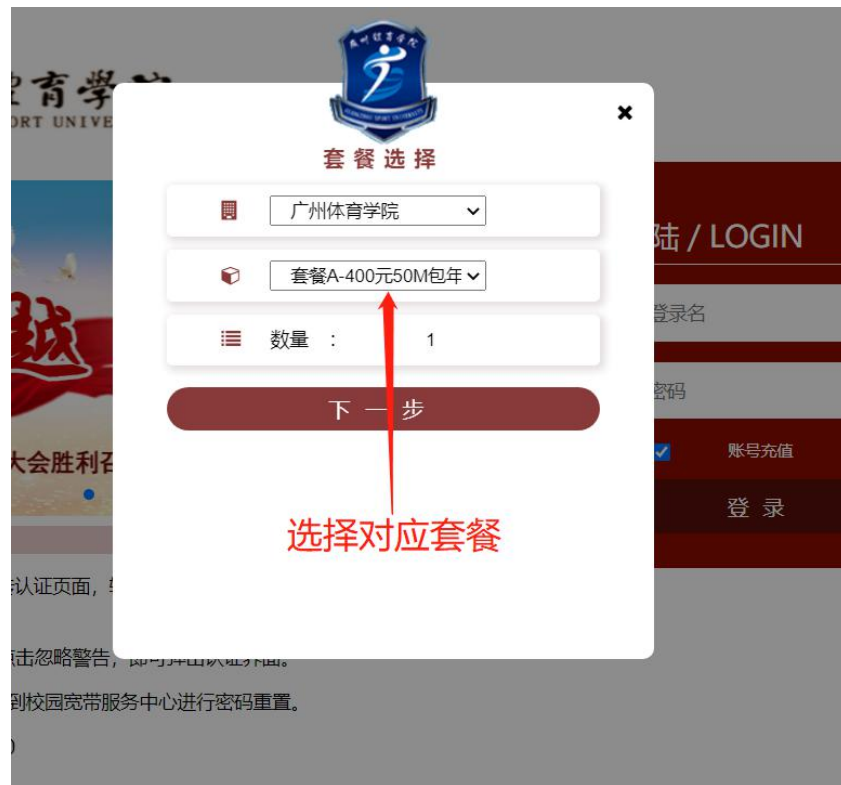 育學
ORT UNIVE
套餐选择
广州体育学院
陆 / LOGIN
套餐A-400元50M包年
登录名
越
数量 : 1
下一步
密码
大会胜利召
账号充值
登 录
选择对应套餐
认证页面，
击忽略警告，即可弹出认证界面。
到校园宽带服务中心进行密码重置。